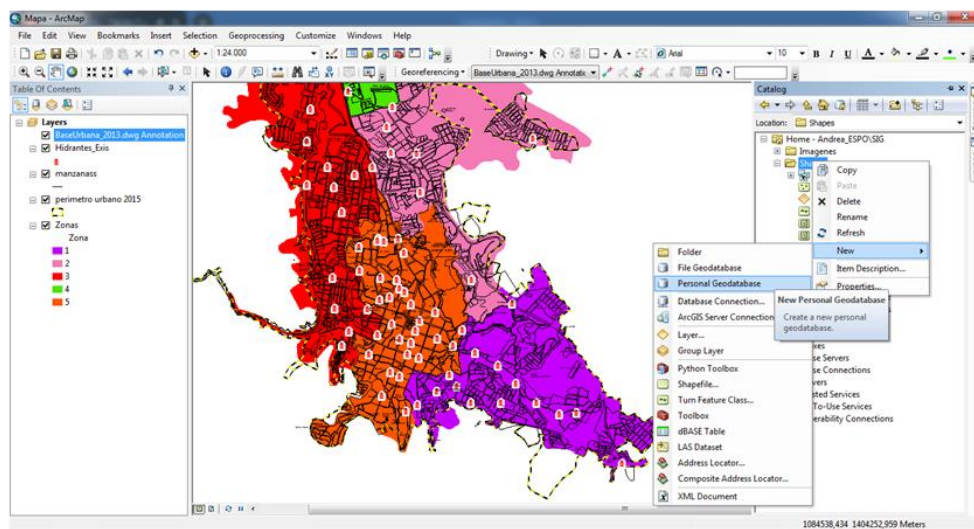 Mapa - ArcMap
File Edit View Bookmarks Insert Selection Geoprocessing Customize Windows Help
1:24.000 Drawing Arial 10 B I U A
Georeferencing BaseUrbana_2013.dwg Annotatic
Table Of Contents
Layers
BaseUrbana_2013.dwg Annotation
Hidrantes_Exis
manzanass
perimetro urbano 2015
Zonas
Zona
1
2
3
4
5
Catalog
Location: Shapes
Home - Andrea_ESPO\SIG
Imagenes
Copy
Paste
Delete
Rename
Refresh
New
Item Description...
Properties...
Folder
File Geodatabase
Personal Geodatabase
Database Connection...
ArcGIS Server Connection
Layer...
Group Layer
Python Toolbox
Shapefile...
Turn Feature Class...
Toolbox
dBASE Table
LAS Dataset
Address Locator...
Composite Address Locator...
XML Document
New Personal Geodatabase
Create a new personal
geodatabase.
xes
se Servers
se Connections
vers
sted Services
To-Use Services
erability Connections
1084538,434 1404252,959 Meters